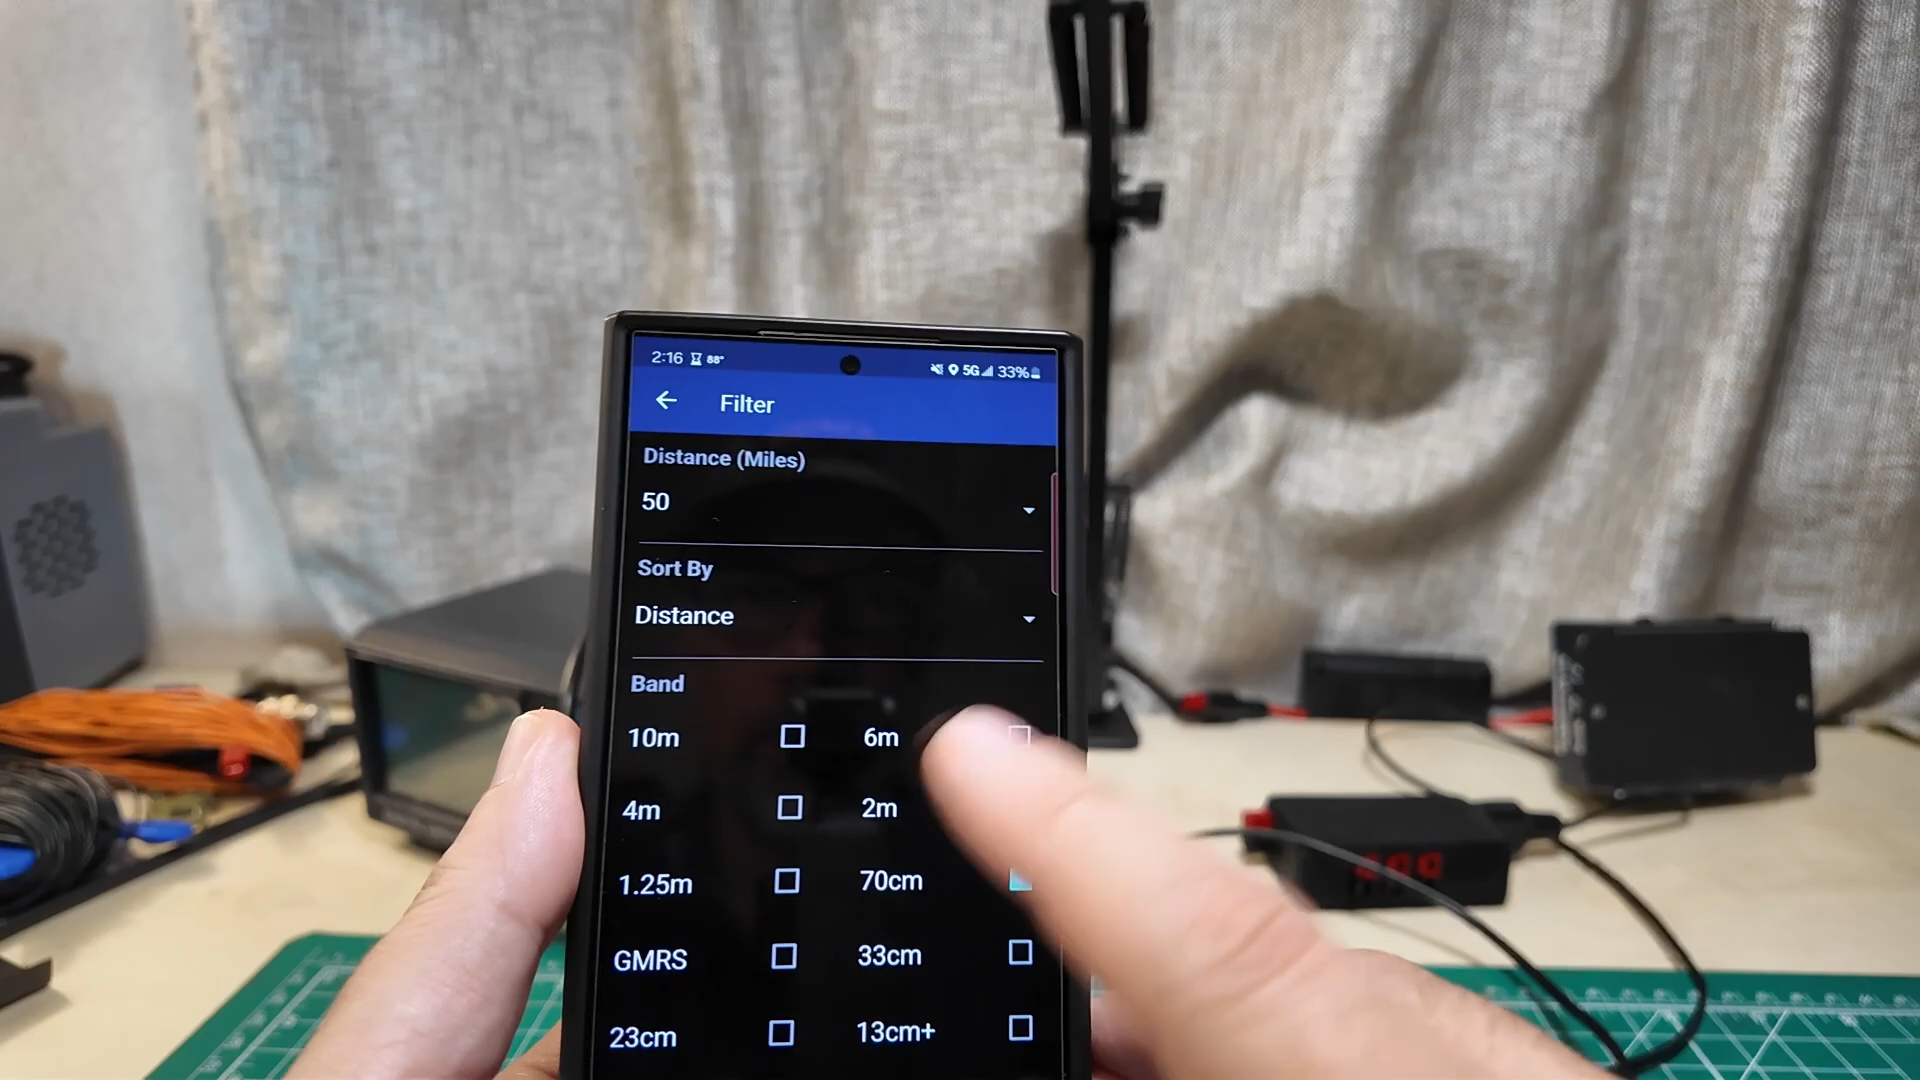 2:16 88° 5G 33%
Filter
Distance (Miles)
50
Sort By
Distance
Band
10m 6m
4m 2m
1.25m 70cm
GMRS 33cm
23cm 13cm+